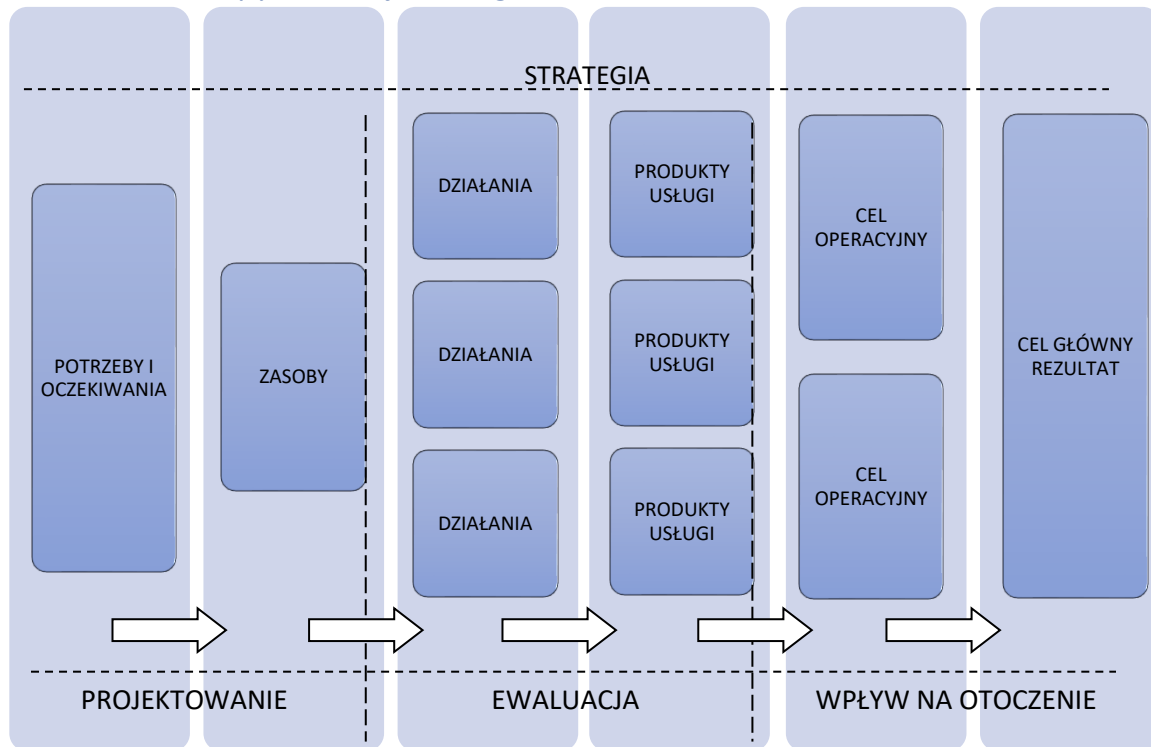 STRATEGIA
POTRZEBY I
OCZEKIWANIA
ZASOBY
DZIAŁANIA
DZIAŁANIA
DZIAŁANIA
PRODUKTY
USŁUGI
PRODUKTY
USŁUGI
PRODUKTY
USŁUGI
CEL
OPERACYJNY
CEL
OPERACYJNY
CEL GŁÓWNY
REZULTAT
PROJEKTOWANIE
EWALUACJA
WPŁYW NA OTOCZENIE